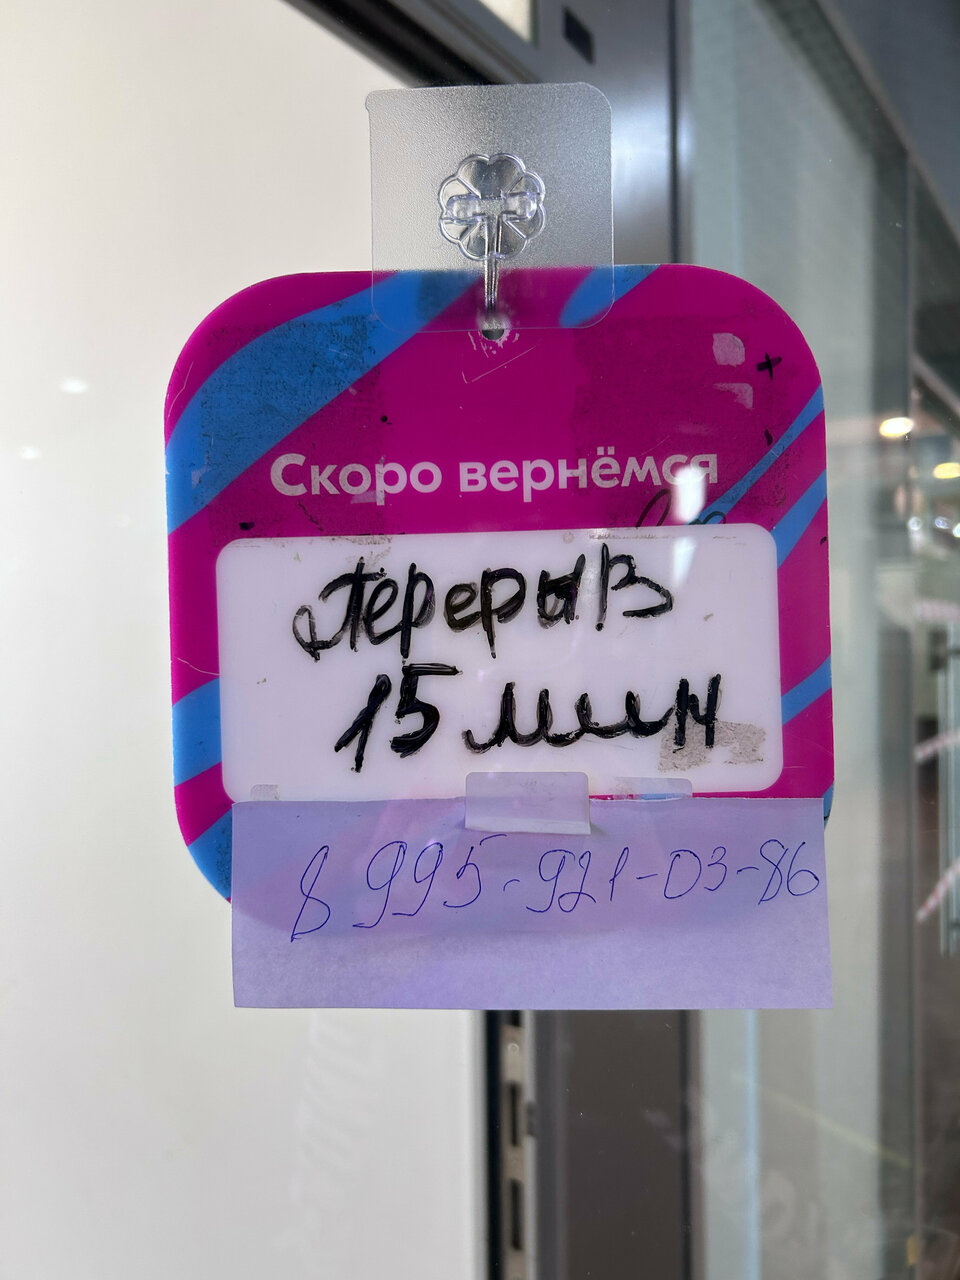 Скоро вернёмся
Перерыв
15 мин
8 995-921-03-86